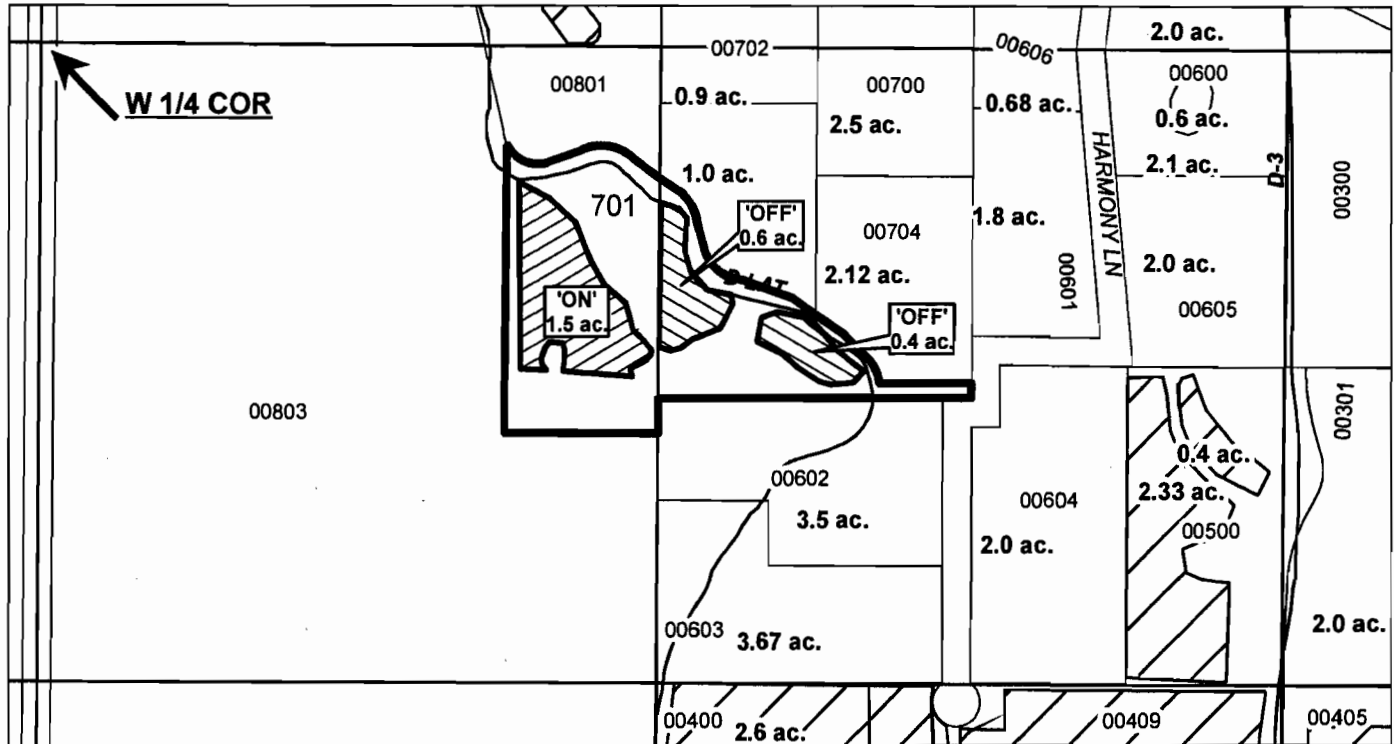 00702
00606
2.0 ac.
W 1/4 COR
00801
0.9 ac.
00700
0.68 ac.
00600
0.6 ac.
2.5 ac.
HARMONY LN
2.1 ac.
D-3
00300
1.0 ac.
701
'OFF'
0.6 ac.
00704
1.8 ac.
2.12 ac.
00601
2.0 ac.
00605
D-LAT
'ON'
1.5 ac.
'OFF'
0.4 ac.
00803
00301
0.4 ac.
2.33 ac.
00500
00602
3.5 ac.
00604
2.0 ac.
00603
3.67 ac.
2.0 ac.
00400
2.6 ac.
00409
00405